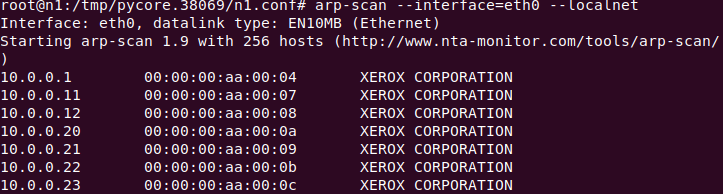 root@n1:/tmp/pycore.38069/n1.conf# arp-scan --interface=eth0 --localnet
Interface: eth0, datalink type: EN10MB (Ethernet)
Starting arp-scan 1.9 with 256 hosts (http://www.nta-monitor.com/tools/arp-scan/
)
10.0.0.1 00:00:00:aa:00:04 XEROX CORPORATION
10.0.0.11 00:00:00:aa:00:07 XEROX CORPORATION
10.0.0.12 00:00:00:aa:00:08 XEROX CORPORATION
10.0.0.20 00:00:00:aa:00:0a XEROX CORPORATION
10.0.0.21 00:00:00:aa:00:09 XEROX CORPORATION
10.0.0.22 00:00:00:aa:00:0b XEROX CORPORATION
10.0.0.23 00:00:00:aa:00:0c XEROX CORPORATION